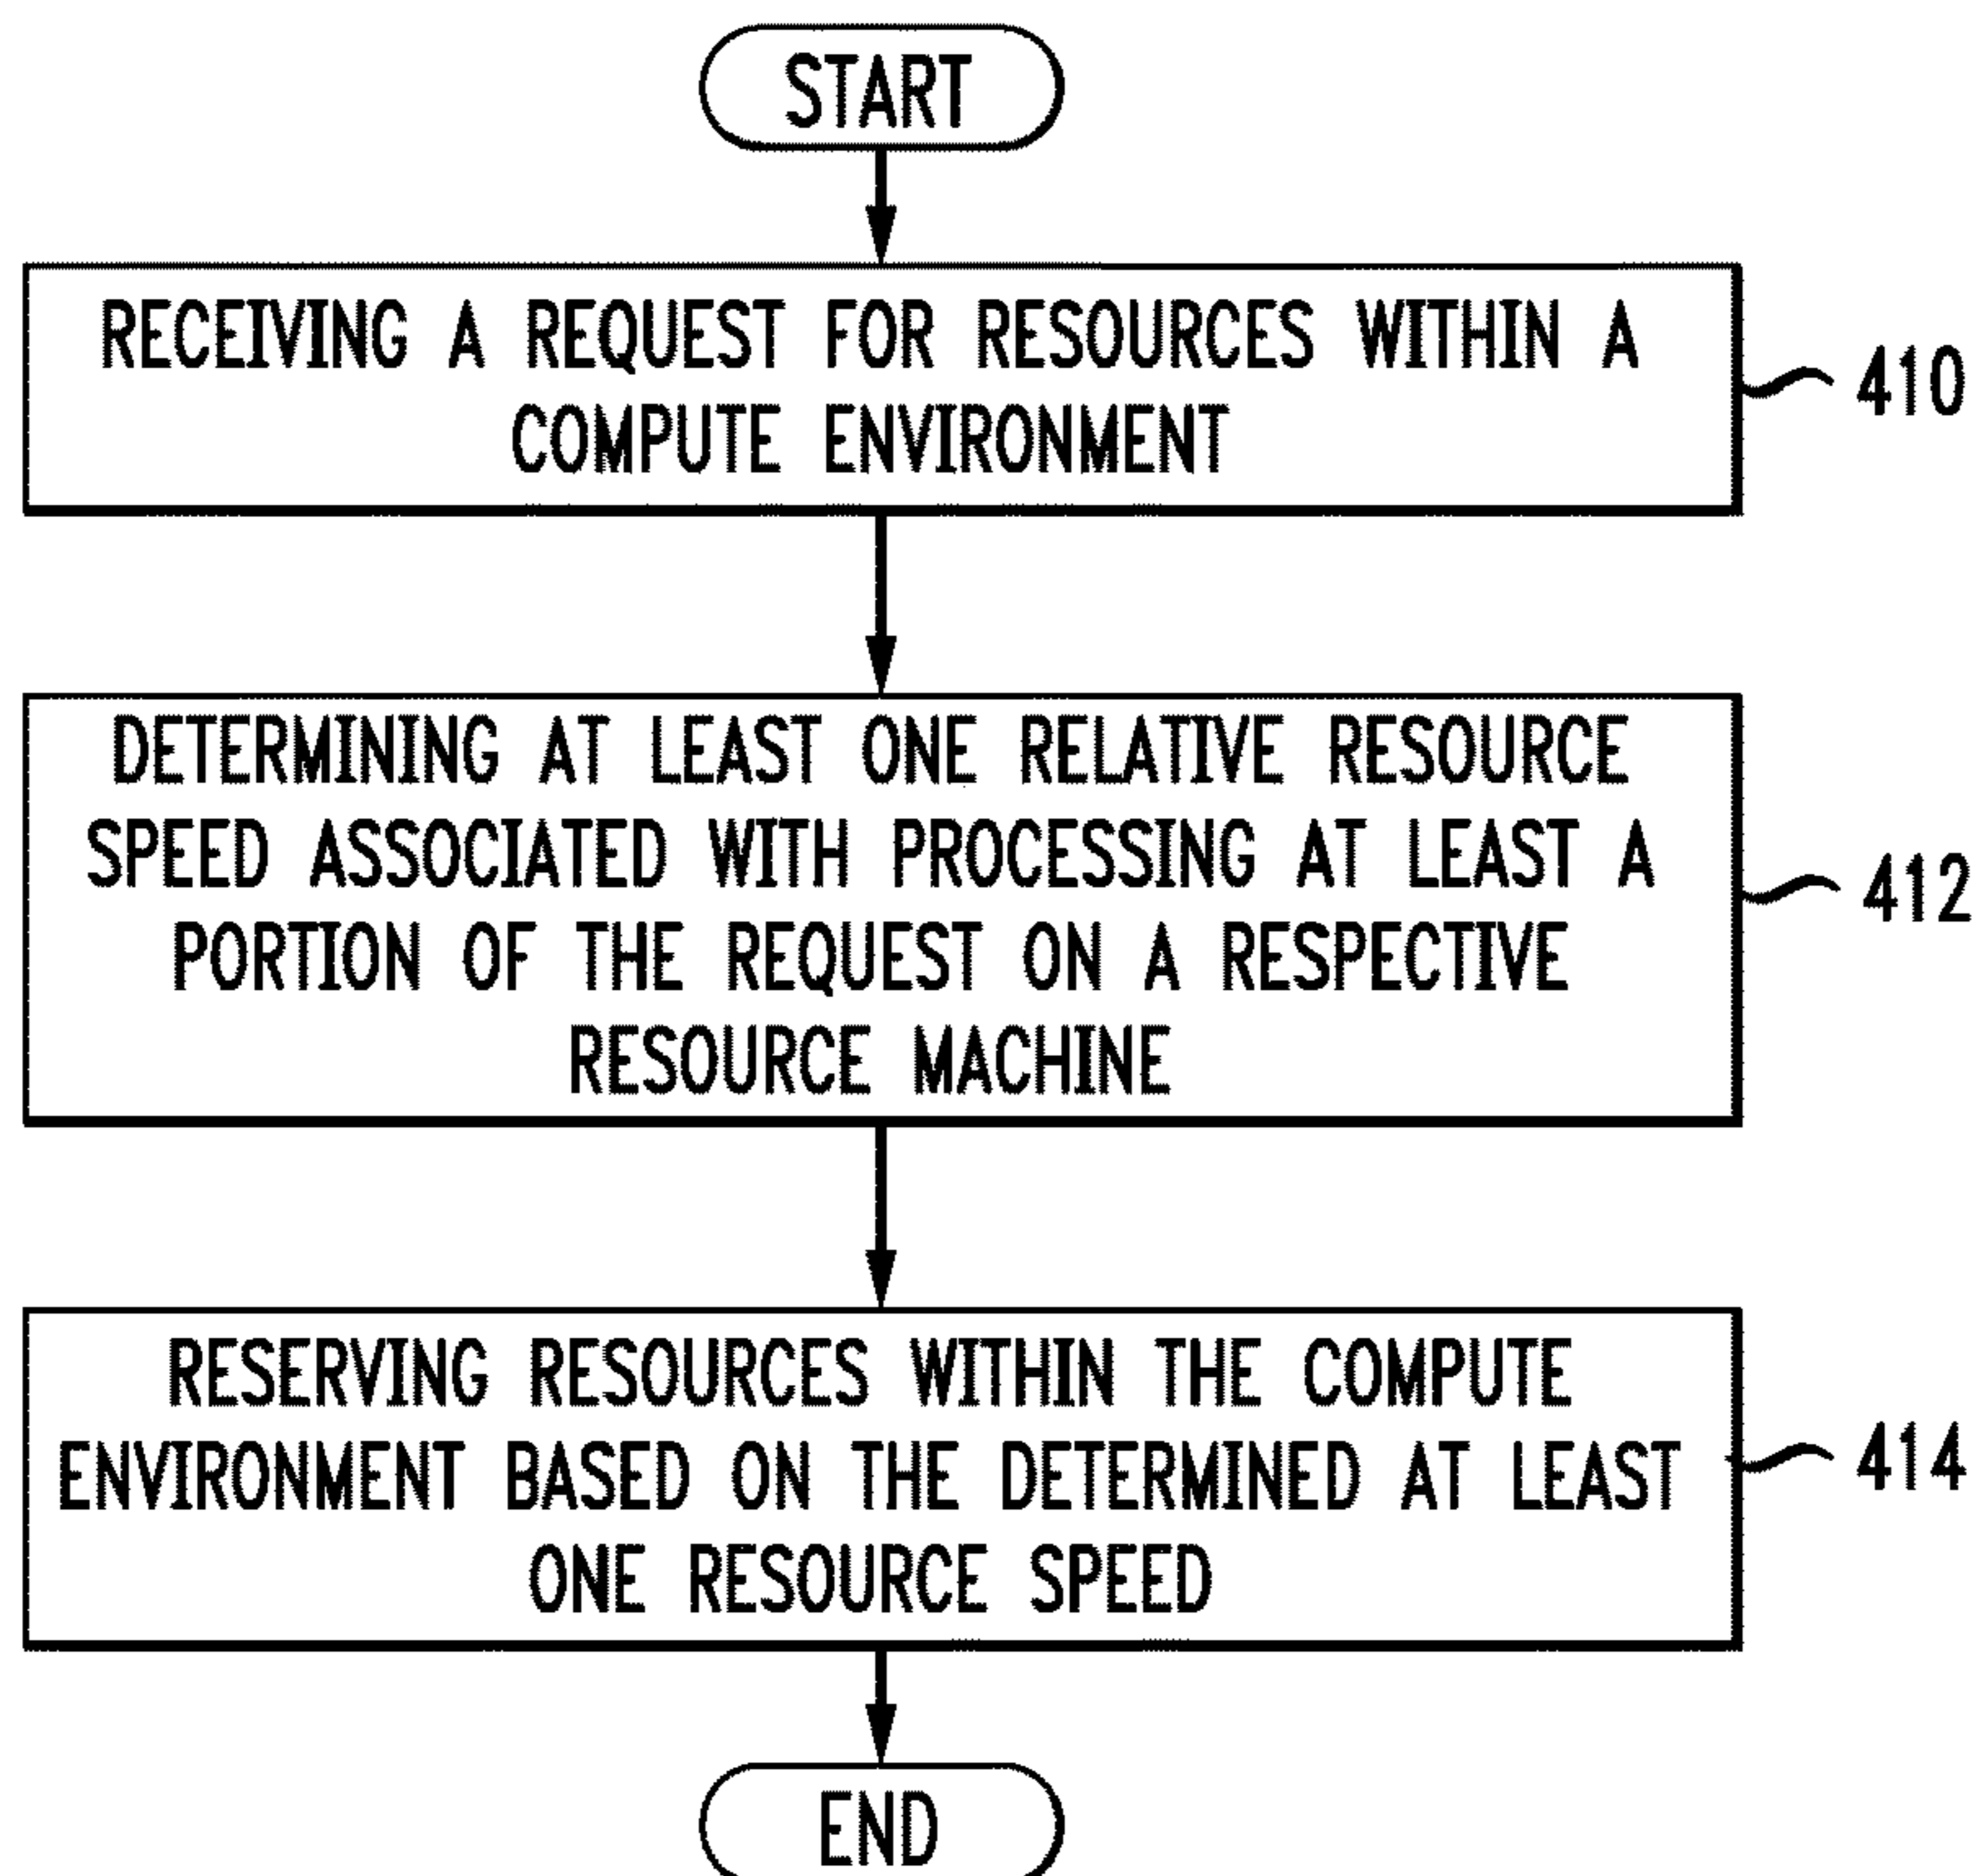 START
RECEIVING A REQUEST FOR RESOURCES WITHIN A
COMPUTE ENVIRONMENT
410
DETERMINING AT LEAST ONE RELATIVE RESOURCE
SPEED ASSOCIATED WITH PROCESSING AT LEAST A
PORTION OF THE REQUEST ON A RESPECTIVE
RESOURCE MACHINE
412
RESERVING RESOURCES WITHIN THE COMPUTE
ENVIRONMENT BASED ON THE DETERMINED AT LEAST
ONE RESOURCE SPEED
414
END